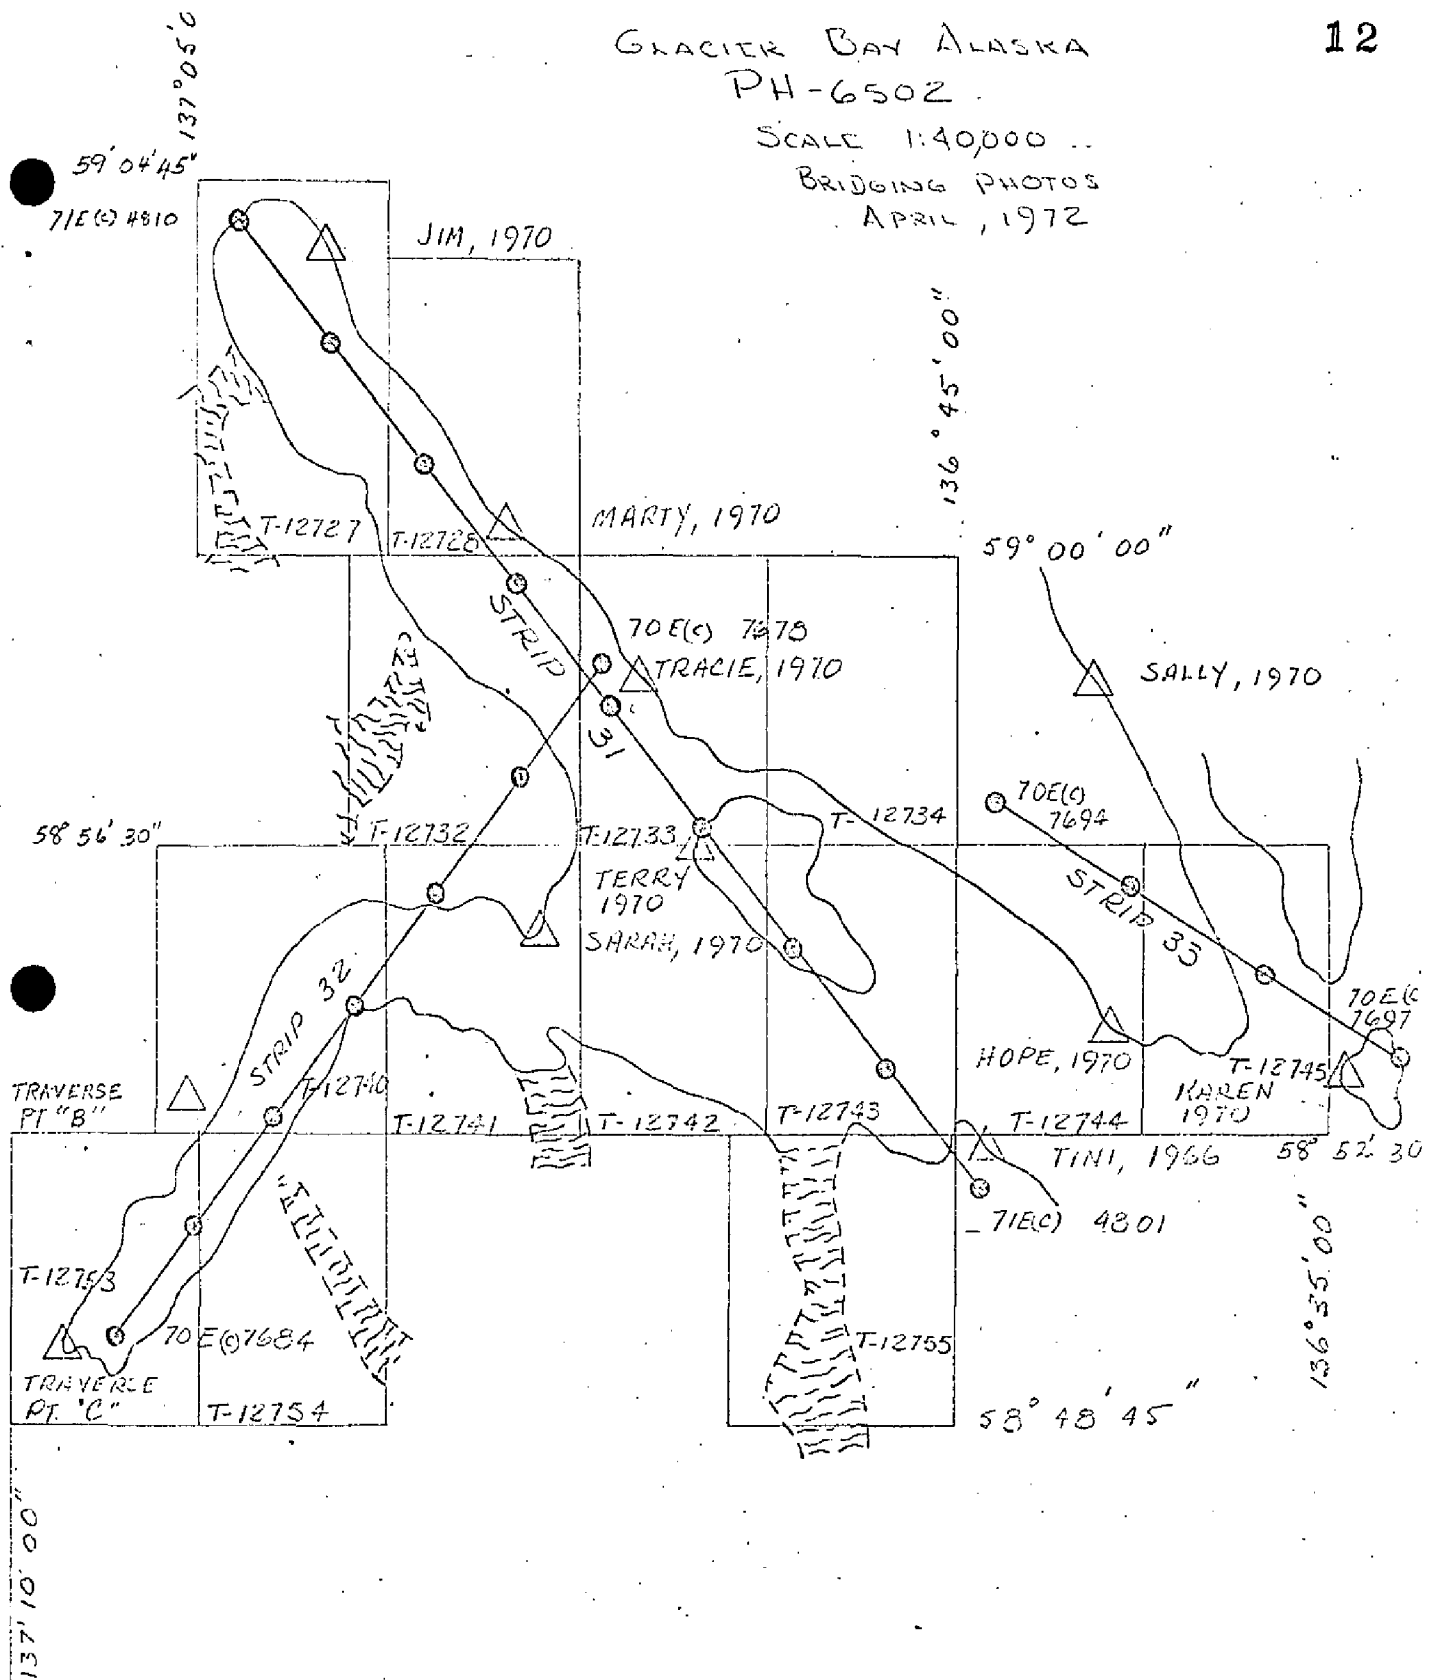 12
GLACIER BAY ALASKA
PH-6502
SCALE 1:40,000
BRIDGING PHOTOS
APRIL, 1972
137°05'0
59°04'45"
71E(C) 4810
JIM, 1970
136°45'00"
T-12727
T-12728
MARTY, 1970
59° 00' 00"
STRIP 31
70E(C) 7678
TRACIE, 1970
SALLY, 1970
70E(C)
7694
58° 56' 30"
T-12732
T-12733
T-12734
TERRY
1970
SARAH, 1970
STRIP 33
STRIP 32
70E(C
7697
HOPE, 1970
T-12745
KAREN
1970
TRAVERSE
PT "B"
T-12740
T-12741
T-12742
T-12743
T-12744
TINI, 1966
58° 52' 30
71E(C) 4801
T-12753
70E(C)7684
T-12755
136°35'00"
TRAVERLE
PT. "C"
T-12754
58° 48' 45"
137°10'00"